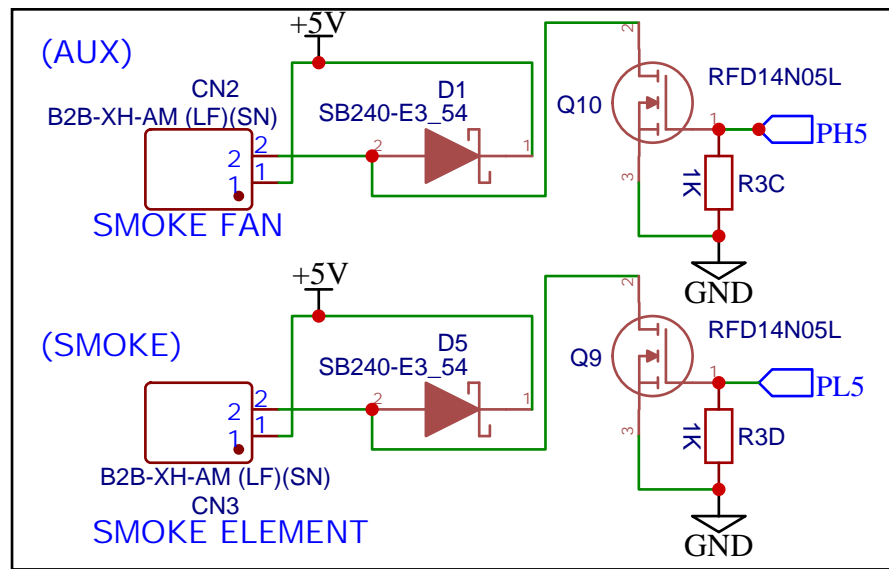 +5V
(AUX)
CN2
B2B-XH-AM (LF)(SN)
D1
SB240-E3_54
2
1
2
2
1
1
SMOKE FAN
2
Q10
RFD14N05L
1
PH5
3
1K
R3C
GND
+5V
(SMOKE)
D5
SB240-E3_54
2
1
2
2
1
1
B2B-XH-AM (LF)(SN)
CN3
SMOKE ELEMENT
2
Q9
RFD14N05L
1
PL5
3
1K
R3D
GND